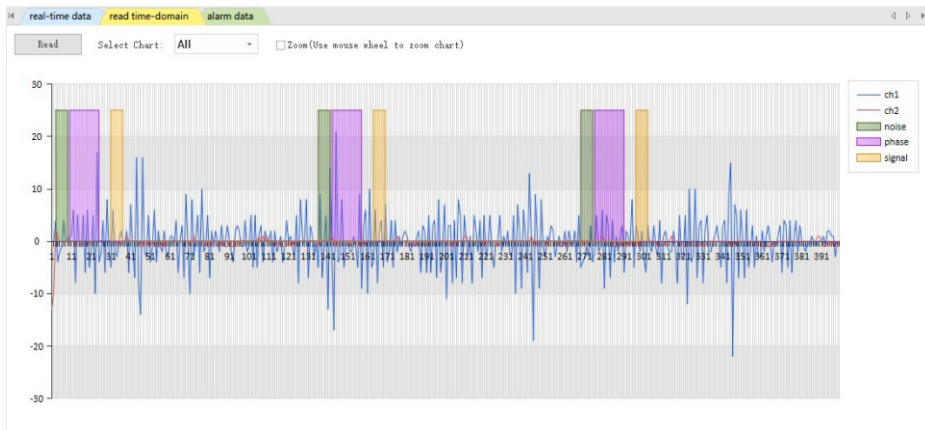 real-time data read time-domain alarm data
Read Select Chart: All Zoom(Use mouse wheel to zoom chart)
30
20
10
0
-10
-20
-30
1 11 21 31 41 51 61 71 81 91 101 111 121 131 141 151 161 171 181 191 201 211 221 231 241 251 261 271 281 291 301 311 321 331 341 351 361 371 381 391
ch1
ch2
noise
phase
signal